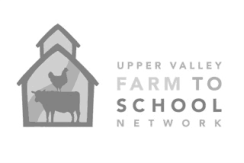 UPPER VALLEY
FARM TO
SCHOOL
NETWORK